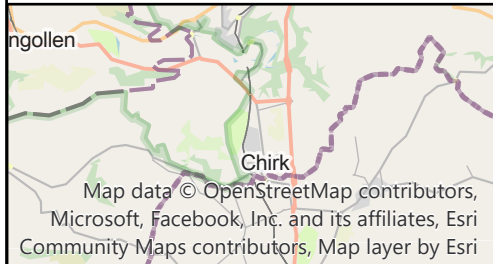 ngollen
Chirk
Map data © OpenStreetMap contributors,
Microsoft, Facebook, Inc. and its affiliates, Esri
Community Maps contributors, Map layer by Esri